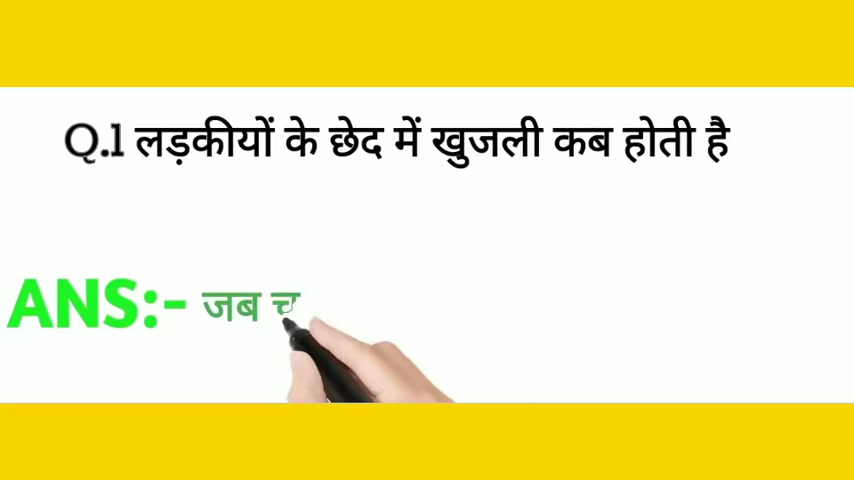 Q.1 लड़कीयों के छेद में खुजली कब होती है
ANS:- जब